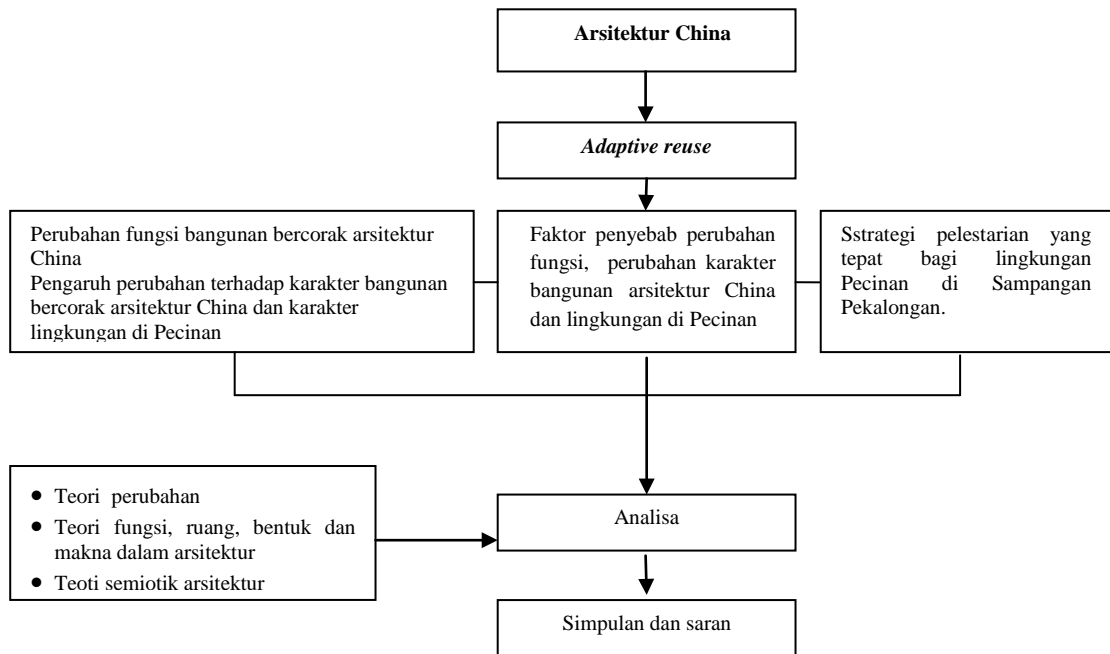 Arsitektur China
Adaptive reuse
Perubahan fungsi bangunan bercorak arsitektur
China
Pengaruh perubahan terhadap karakter bangunan
bercorak arsitektur China dan karakter
lingkungan di Pecinan
Faktor penyebab perubahan
fungsi, perubahan karakter
bangunan arsitektur China
dan lingkungan di Pecinan
Sstrategi pelestarian yang
tepat bagi lingkungan
Pecinan di Sampangan
Pekalongan.
• Teori perubahan
• Teori fungsi, ruang, bentuk dan
makna dalam arsitektur
• Teoti semiotik arsitektur
Analisa
Simpulan dan saran